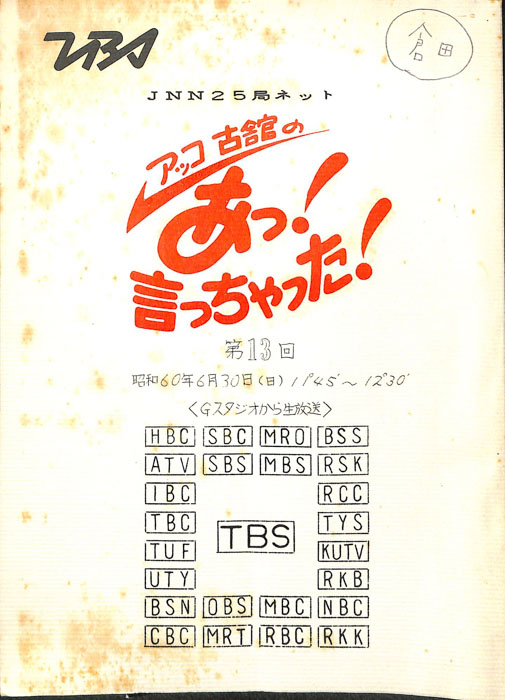 TBS
倉田
JNN25局ネット
アッコ 古舘の
あっ!
言っちゃった!
第13回
昭和60年6月30日(日) 11°45′～12°30′
〈Gスタジオから生放送〉
HBC SBC MRO BSS
ATV SBS MBS RSK
IBC RCC
TBC TYS
TBS
TUF KUTV
UTY RKB
BSN OBS MBC NBC
CBC MRT RBC RKK